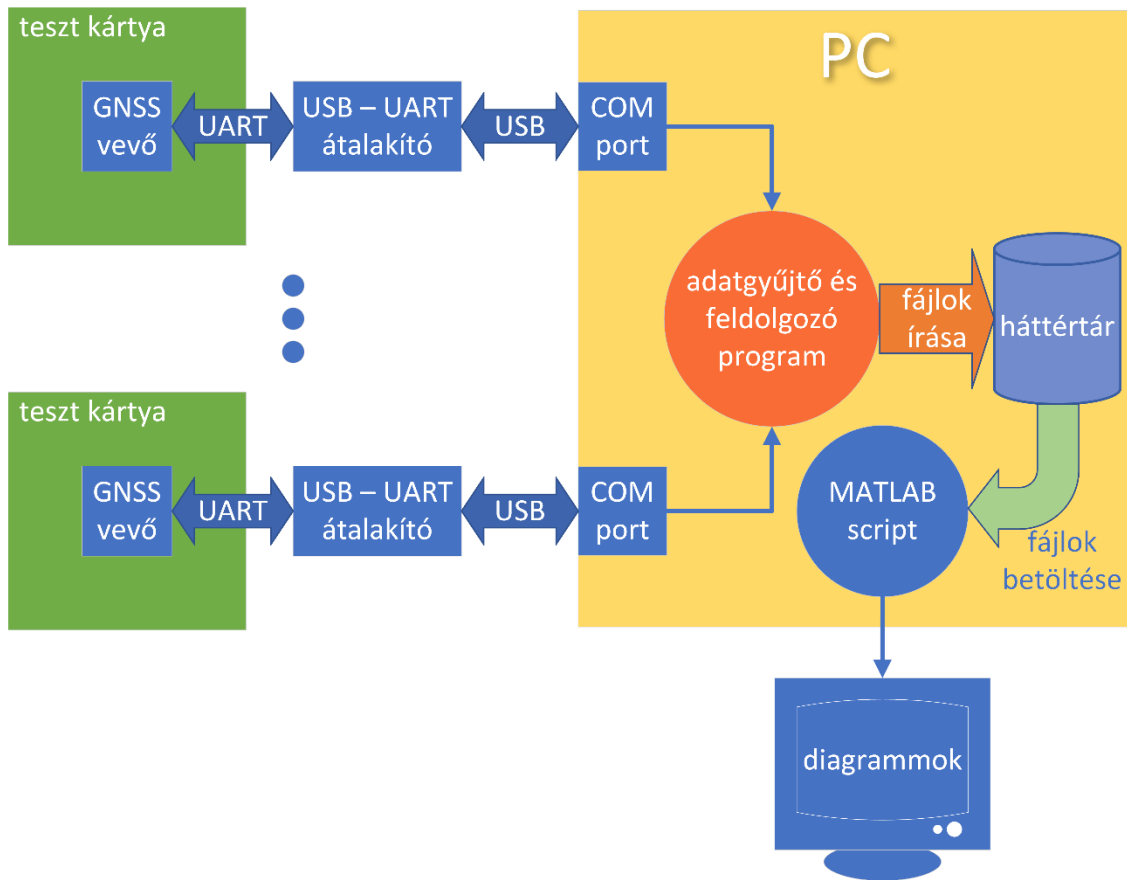 teszt kártya
GNSS
vevő
UART
USB – UART
átalakító
USB
COM
port
PC
adatgyűjtő és
feldolgozó
program
fájlok
írása
háttértár
teszt kártya
GNSS
vevő
UART
USB – UART
átalakító
USB
COM
port
MATLAB
script
fájlok
betöltése
diagrammok